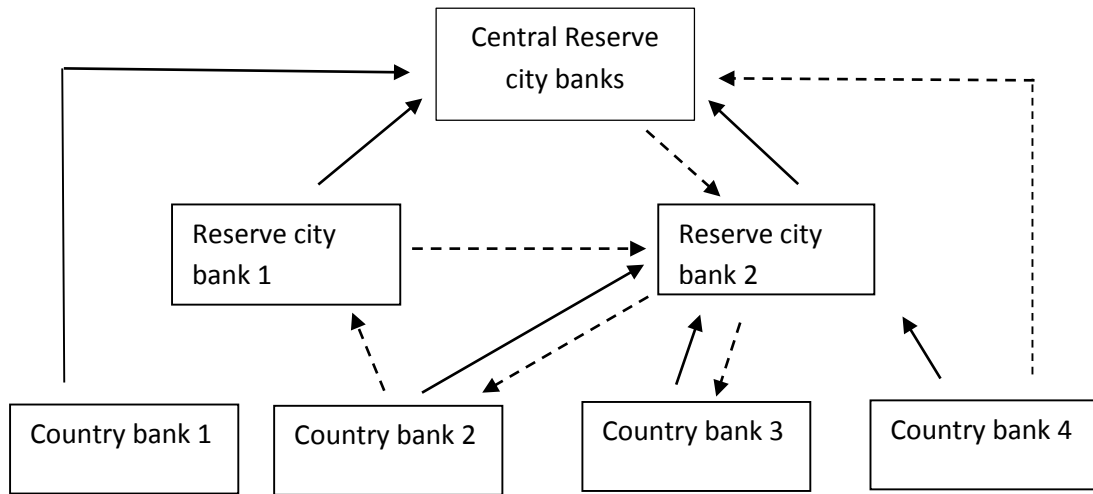 Central Reserve
city banks
Reserve city
bank 1
Reserve city
bank 2
Country bank 1
Country bank 2
Country bank 3
Country bank 4